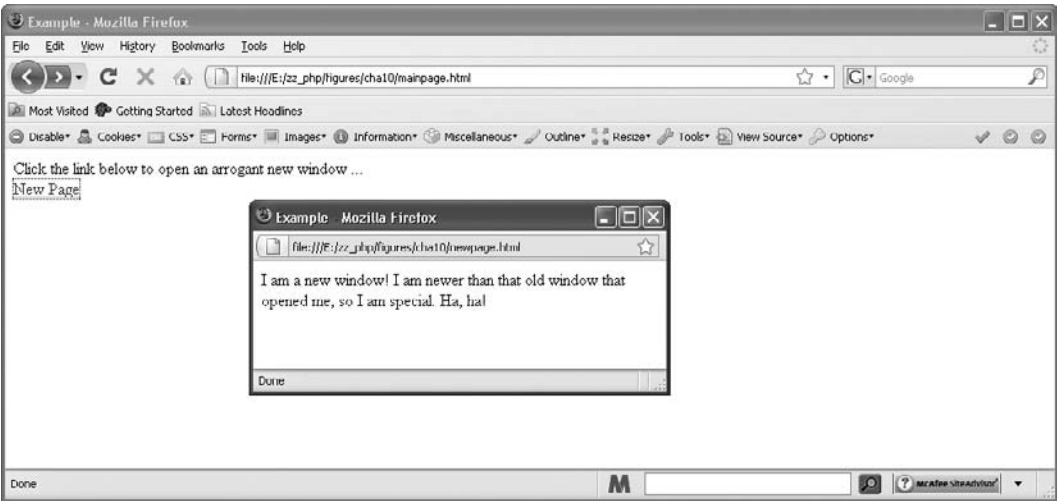 Example - Mozilla Firefox
File Edit View History Bookmarks Tools Help
file:///E:/zz_php/figures/cha10/mainpage.html
G Google
Most Visited Getting Started Latest Headlines
Disable Cookies CSS Forms Images Information Miscellaneous Outline Resize Tools View Source Options
Click the link below to open an arrogant new window ...
New Page
Example - Mozilla Firefox
file:///E:/zz_php/figures/cha10/newpage.html
I am a new window! I am newer than that old window that
opened me, so I am special. Ha, ha!
Done
Done
M
McAfee SiteAdvisor